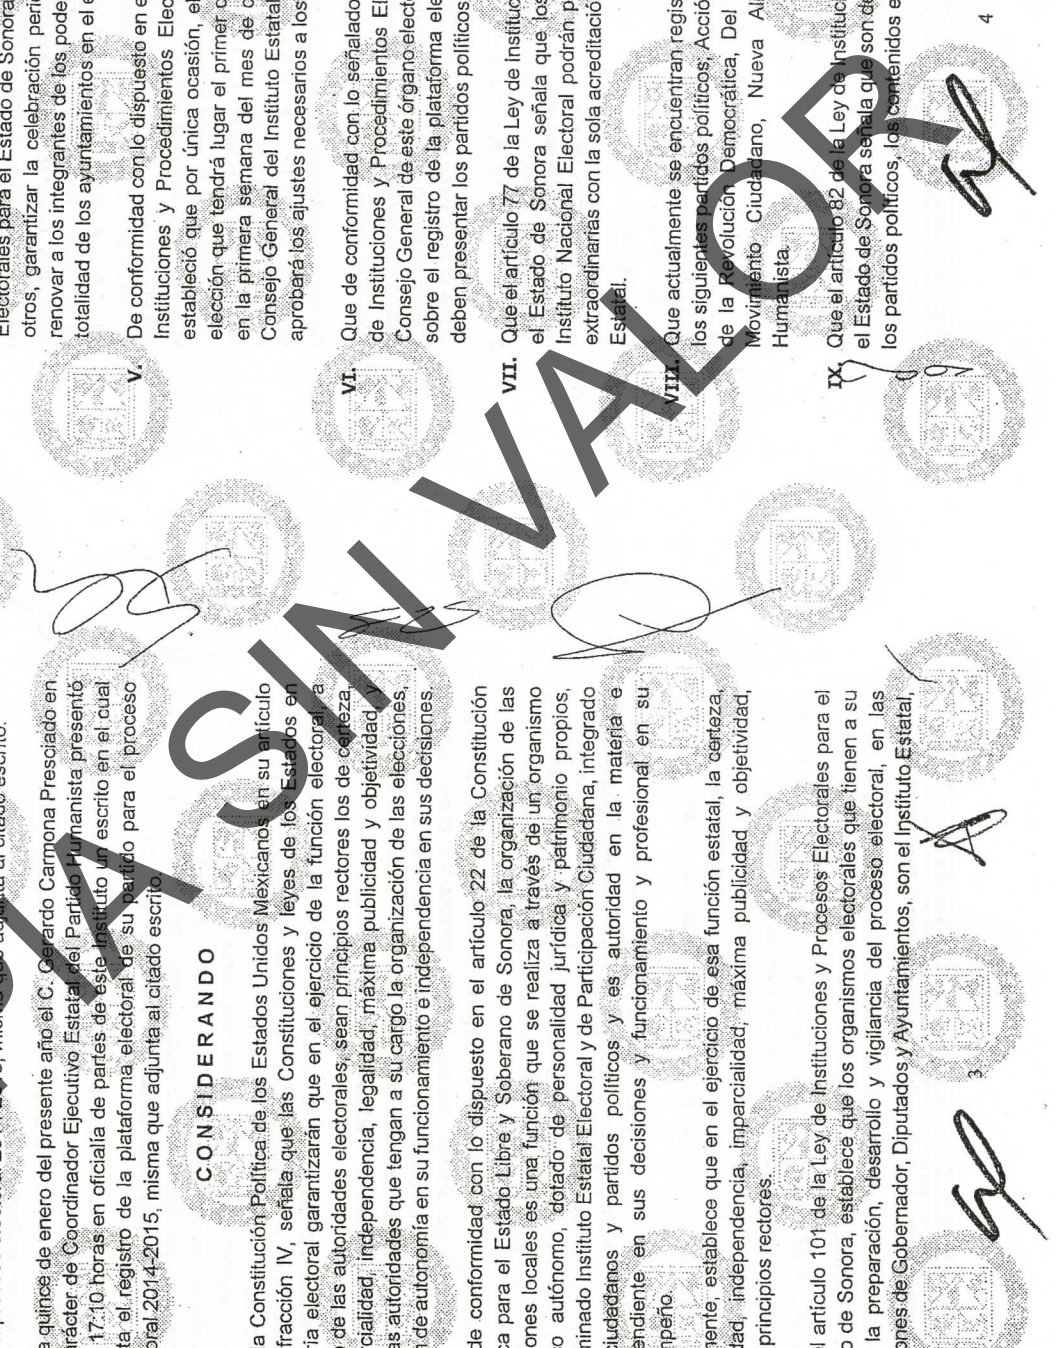 a quince de enero del presente año el C. Gerardo Carmona Presciado en
arácter de Coordinador Ejecutivo Estatal del Partido Humanista presentó
17:10 horas en oficialía de partes de este Instituto un escrito en el cual
ta el registro de la plataforma electoral de su partido para el proceso
oral 2014-2015, misma que adjunta al citado escrito.
CONSIDERANDO
a Constitución Política de los Estados Unidos Mexicanos en su artículo
fracción IV, señala que las Constituciones y leyes de los Estados en
ria electoral garantizarán que en el ejercicio de la función electoral, a
o de las autoridades electorales, sean principios rectores los de certeza,
cialidad, independencia, legalidad, máxima publicidad y objetividad, y
as autoridades que tengan a su cargo la organización de las elecciones,
n de autonomía en su funcionamiento e independencia en sus decisiones.
de conformidad con lo dispuesto en el artículo 22 de la Constitución
ca para el Estado Libre y Soberano de Sonora, la organización de las
ones locales es una función que se realiza a través de un organismo
o autónomo, dotado de personalidad jurídica y patrimonio propios,
minado Instituto Estatal Electoral y de Participación Ciudadana, integrado
ciudadanos y partidos políticos y es autoridad en la materia e
endiente en sus decisiones y funcionamiento y profesional en su
mpeño.
mente, establece que en el ejercicio de esa función estatal, la certeza,
dad, independencia, imparcialidad, máxima publicidad y objetividad,
principios rectores.
l artículo 101 de la Ley de Instituciones y Procesos Electorales para el
o de Sonora, establece que los organismos electorales que tienen a su
la preparación, desarrollo y vigilancia del proceso electoral, en las
ones de Gobernador, Diputados y Ayuntamientos, son el Instituto Estatal,
3
Electorales para el Estado de Sonora
otros, garantizar la celebración perió
renovar a los integrantes de los pode
totalidad de los ayuntamientos en el e
V. De conformidad con lo dispuesto en e
Instituciones y Procedimientos Elec
estableció que por única ocasión, el
elección que tendrá lugar el primer d
en la primera semana del mes de o
Consejo General del Instituto Estatal
aprobará los ajustes necesarios a los
VI. Que de conformidad con lo señalado
de Instituciones y Procedimientos El
Consejo General de este órgano elect
sobre el registro de la plataforma ele
deben presentar los partidos políticos
VII. Que el artículo 77 de la Ley de Instituc
el Estado de Sonora señala que los
Instituto Nacional Electoral podrán p
extraordinarias con la sola acreditació
Estatal.
VIII. Que actualmente se encuentran regis
los siguientes partidos políticos; Acció
de la Revolución Democrática, Del
Movimiento Ciudadano, Nueva Al
Humanista.
IX. Que el artículo 82 de la Ley de Instituci
el Estado de Sonora señala que son de
los partidos políticos, los contenidos e
4
IA SIN VALOR